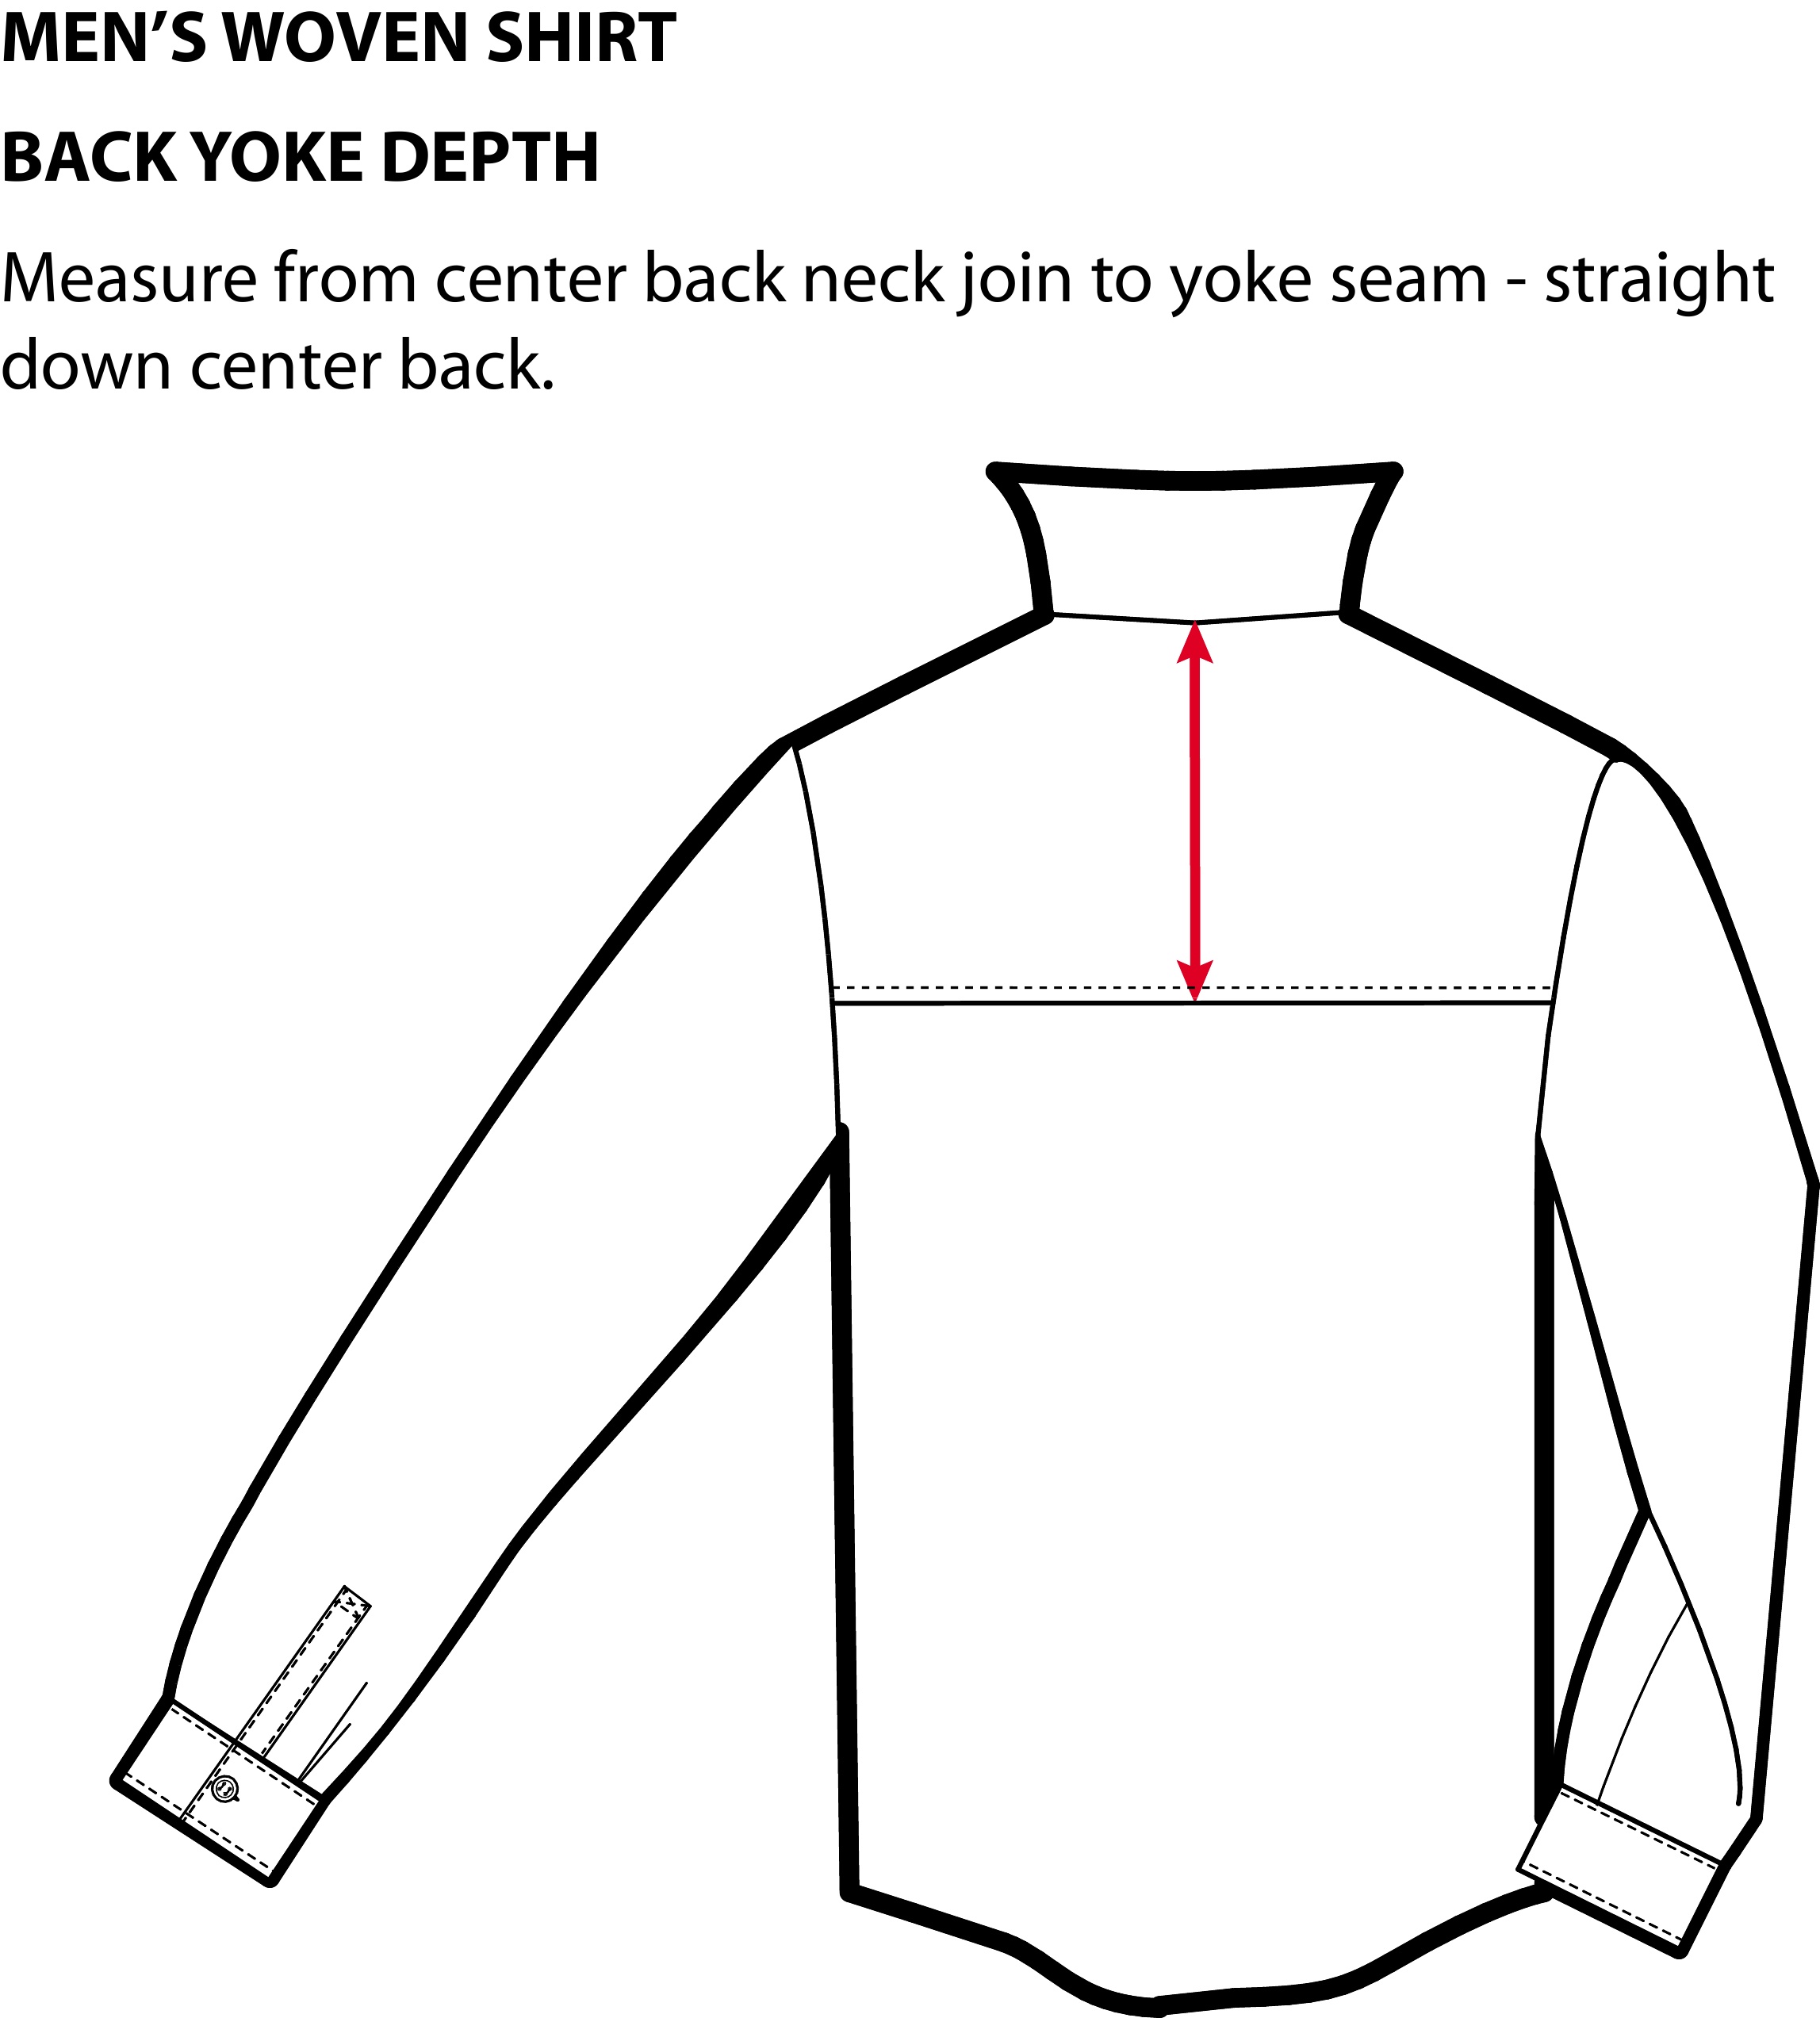 MEN’S WOVEN SHIRT
BACK YOKE DEPTH
Measure from center back neck join to yoke seam - straight
down center back.